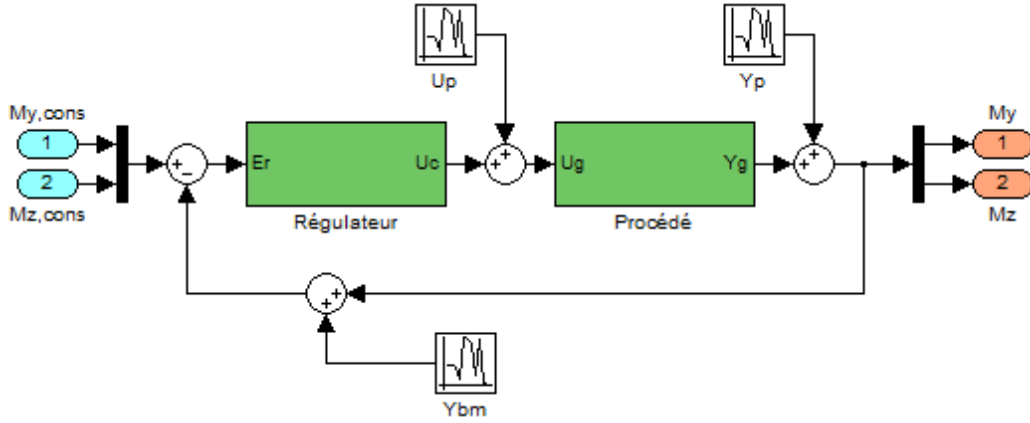 Up
Yp
My,cons
1
2
Mz,cons
+
−
Er
Uc
Régulateur
+
+
Ug
Yg
Procédé
+
+
My
1
2
Mz
+
+
Ybm